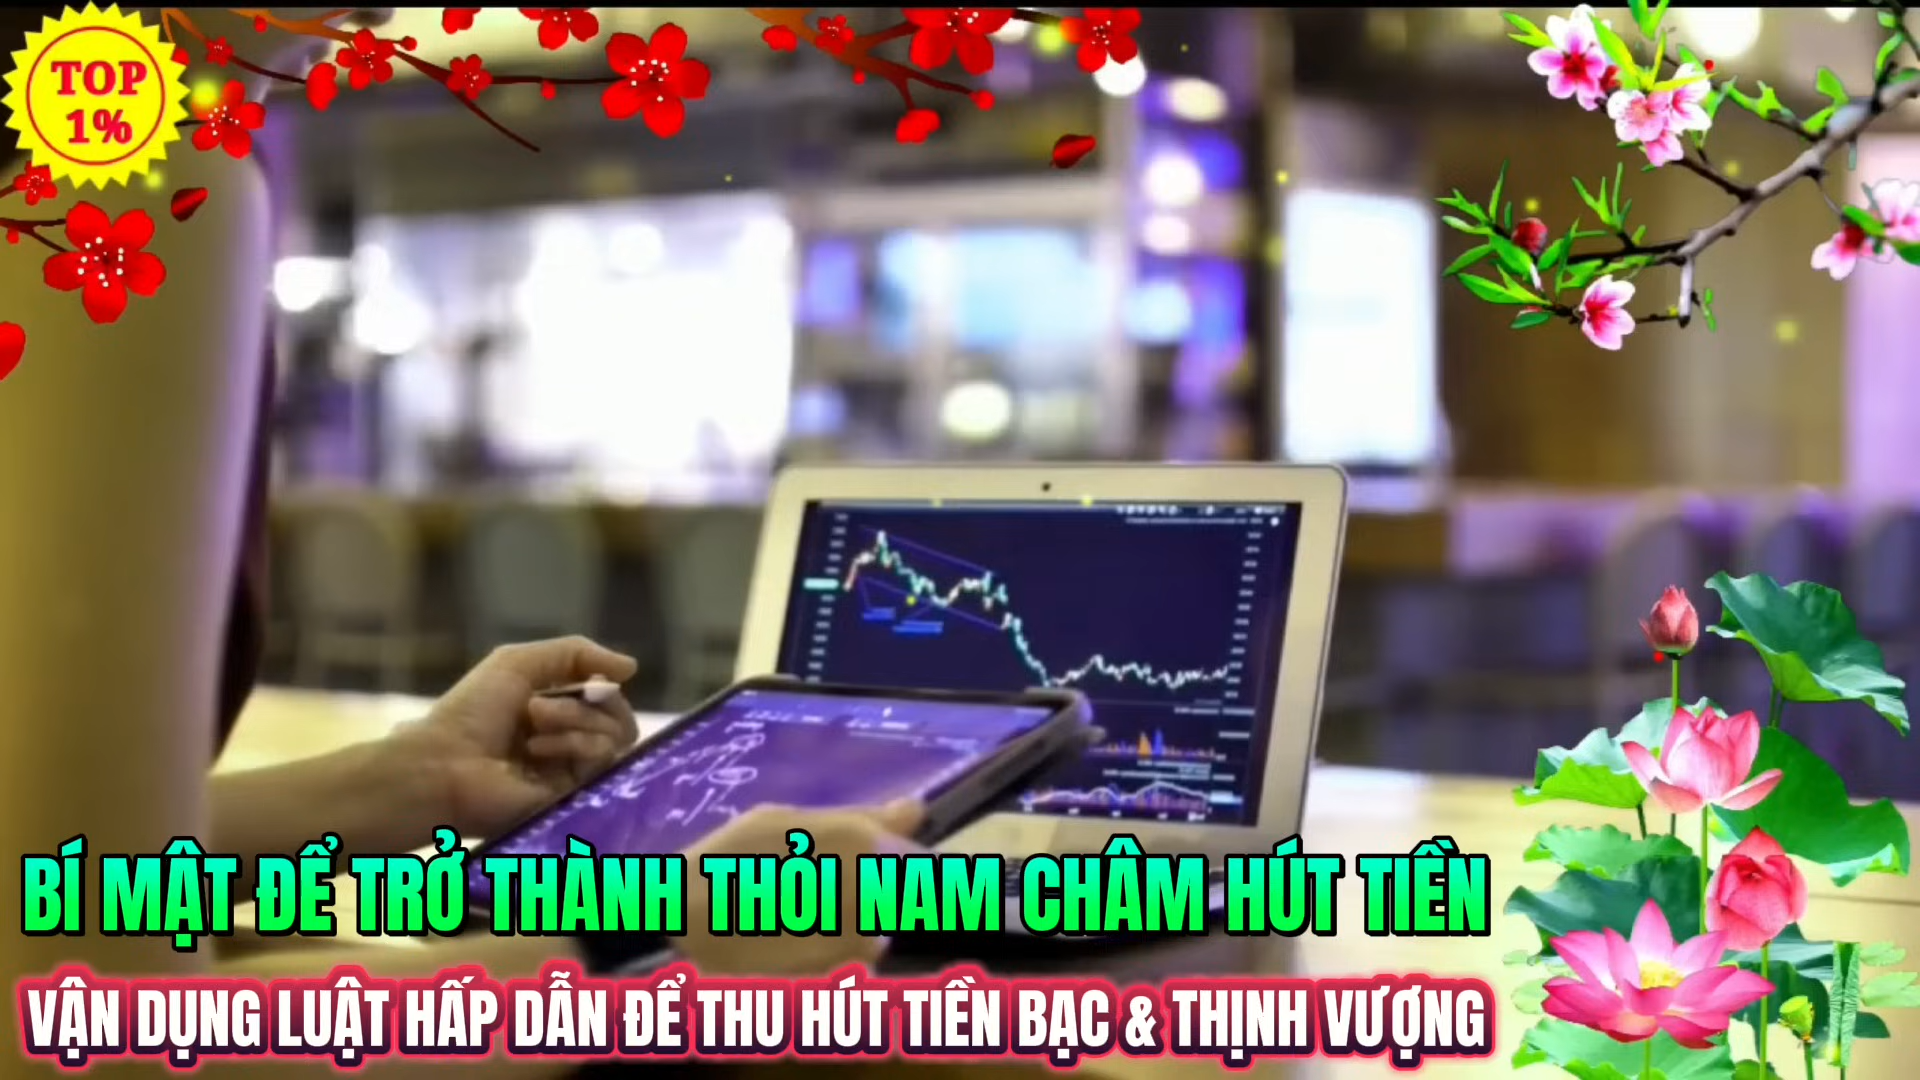 TOP
1%
BÍ MẬT ĐỂ TRỞ THÀNH THỎI NAM CHÂM HÚT TIỀN
VẬN DỤNG LUẬT HẤP DẪN ĐỂ THU HÚT TIỀN BẠC & THỊNH VƯỢNG